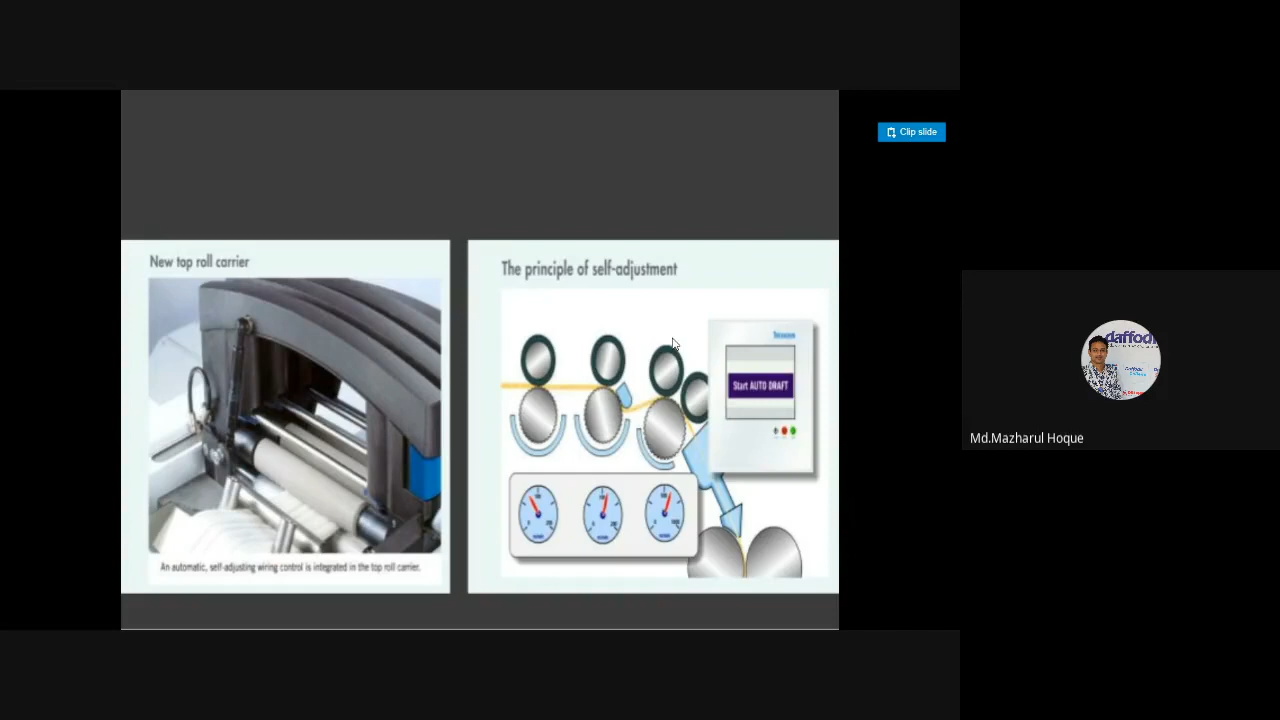 Clip slide
New top roll carrier
The principle of self-adjustment
Start AUTO DRAFT
An automatic, self-adjusting wiring control is integrated in the top roll carrier.
daffodi
Md.Mazharul Hoque